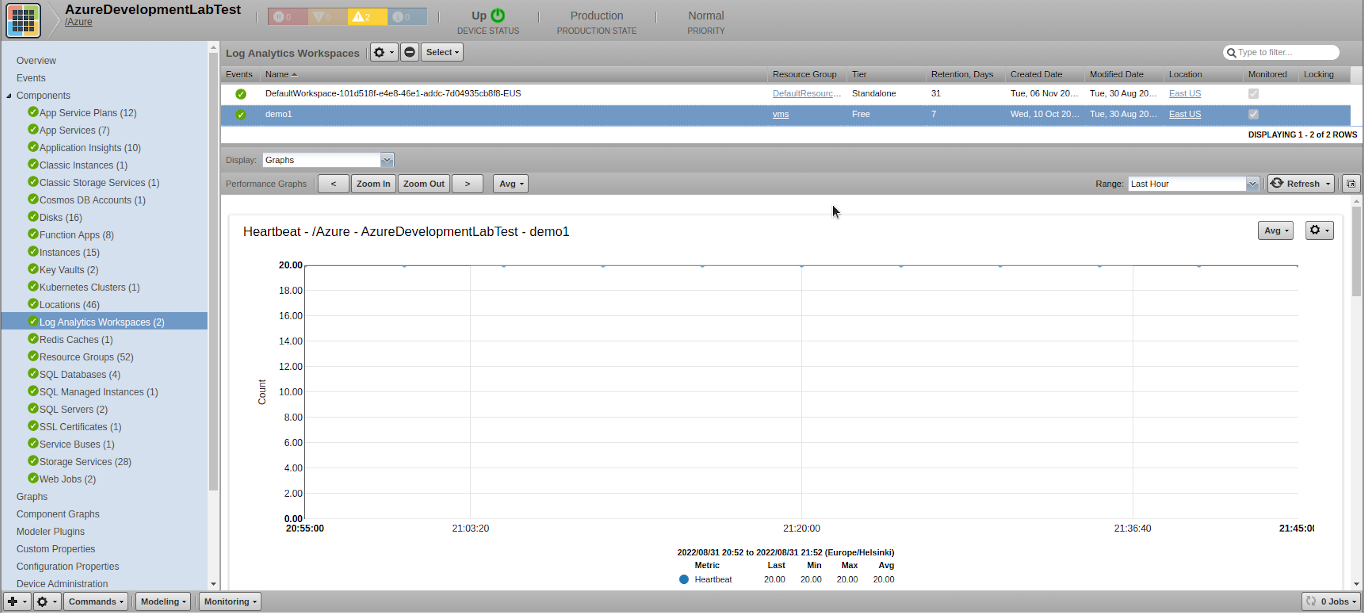 AzureDevelopmentLabTest
/Azure
0 0 2 0
Up
DEVICE STATUS
Production
PRODUCTION STATE
Normal
PRIORITY
Overview
Events
Components
App Service Plans (12)
App Services (7)
Application Insights (10)
Classic Instances (1)
Classic Storage Services (1)
Cosmos DB Accounts (1)
Disks (16)
Function Apps (8)
Instances (15)
Key Vaults (2)
Kubernetes Clusters (1)
Locations (46)
Log Analytics Workspaces (2)
Redis Caches (1)
Resource Groups (52)
SQL Databases (4)
SQL Managed Instances (1)
SQL Servers (2)
SSL Certificates (1)
Service Buses (1)
Storage Services (28)
Web Jobs (2)
Graphs
Component Graphs
Modeler Plugins
Custom Properties
Configuration Properties
Device Administration
Log Analytics Workspaces Select Type to filter...
Events Name Resource Group Tier Retention, Days Created Date Modified Date Location Monitored Locking
DefaultWorkspace-101d518f-e4e8-46e1-addc-7d04935cb8f8-EUS DefaultResourc... Standalone 31 Tue, 06 Nov 20... Tue, 30 Aug 20... East US
demo1 vms Free 7 Wed, 10 Oct 20... Tue, 30 Aug 20... East US
DISPLAYING 1 - 2 of 2 ROWS
Display: Graphs
Performance Graphs < Zoom In Zoom Out > Avg Range: Last Hour Refresh
Heartbeat - /Azure - AzureDevelopmentLabTest - demo1 Avg
20.00
18.00
16.00
14.00
12.00
10.00
8.00
6.00
4.00
2.00
0.00
Count
20:55:00 21:03:20 21:20:00 21:36:40 21:45:00
2022/08/31 20:52 to 2022/08/31 21:52 (Europe/Helsinki)
Metric Last Min Max Avg
Heartbeat 20.00 20.00 20.00 20.00
Commands Modeling Monitoring 0 Jobs